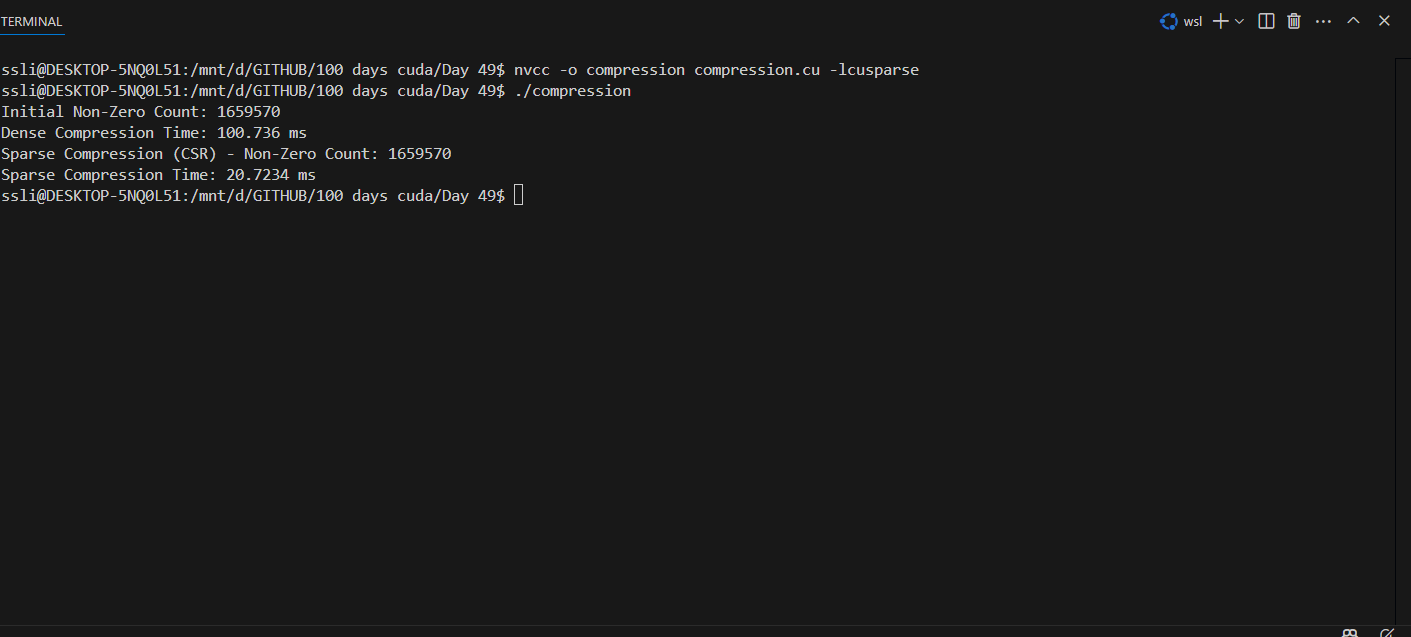 TERMINAL
wsl
ssli@DESKTOP-5NQ0L51:/mnt/d/GITHUB/100 days cuda/Day 49$ nvcc -o compression compression.cu -lcusparse
ssli@DESKTOP-5NQ0L51:/mnt/d/GITHUB/100 days cuda/Day 49$ ./compression
Initial Non-Zero Count: 1659570
Dense Compression Time: 100.736 ms
Sparse Compression (CSR) - Non-Zero Count: 1659570
Sparse Compression Time: 20.7234 ms
ssli@DESKTOP-5NQ0L51:/mnt/d/GITHUB/100 days cuda/Day 49$